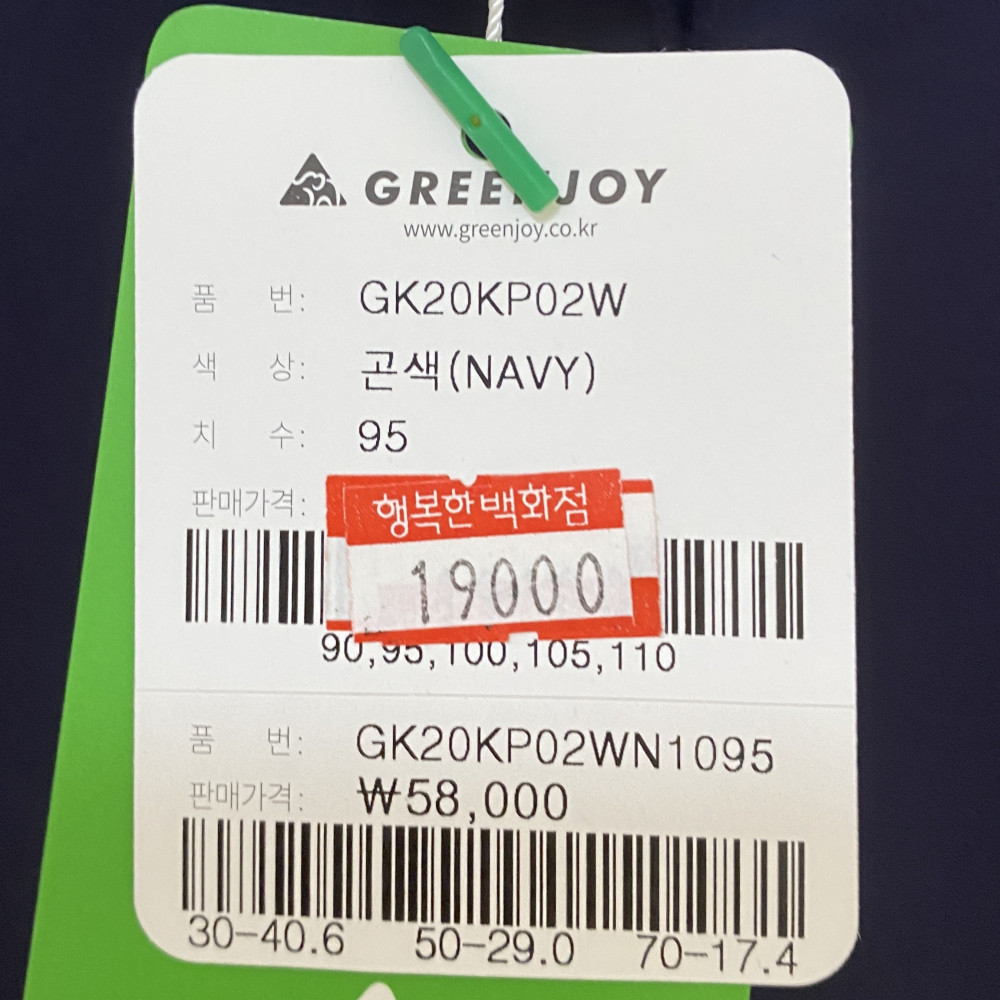 GREENJOY
www.greenjoy.co.kr
품 번: GK20KP02W
색 상: 곤색(NAVY)
치 수: 95
판매가격:
행복한백화점
19000
90,95,100,105,110
품 번: GK20KP02WN1095
판매가격: ₩58,000
30-40.6 50-29.0 70-17.4